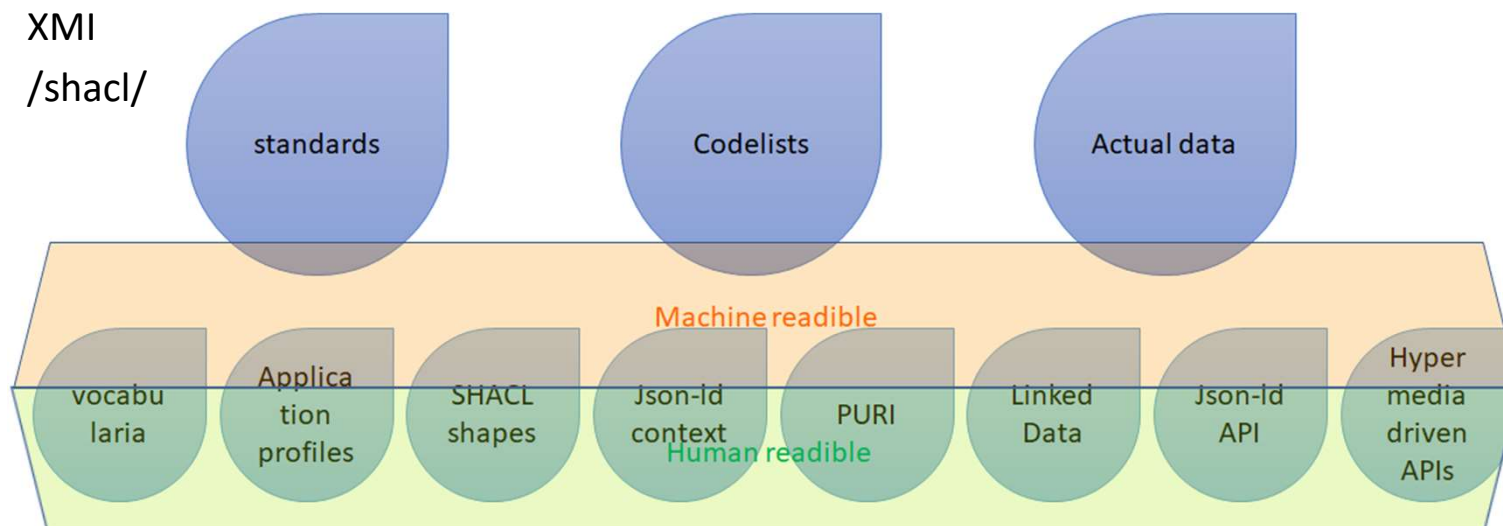 XMI
/shacl/
standards
Codelists
Actual data
Machine readible
vocabu
laria
Applica
tion
profiles
SHACL
shapes
Json-ld
context
PURI
Linked
Data
Json-ld
API
Hyper
media
driven
APIs
Human readible